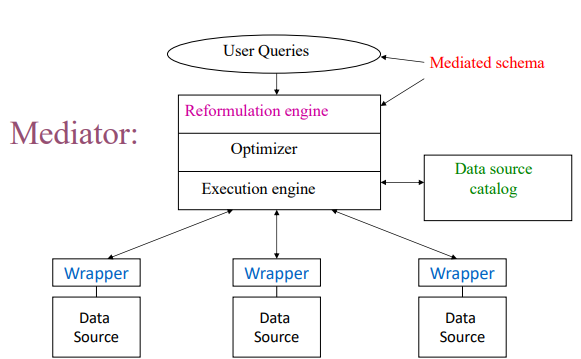 User Queries
Mediated schema
Reformulation engine
Mediator:
Optimizer
Execution engine
Data source
catalog
Wrapper
Wrapper
Wrapper
Data
Source
Data
Source
Data
Source